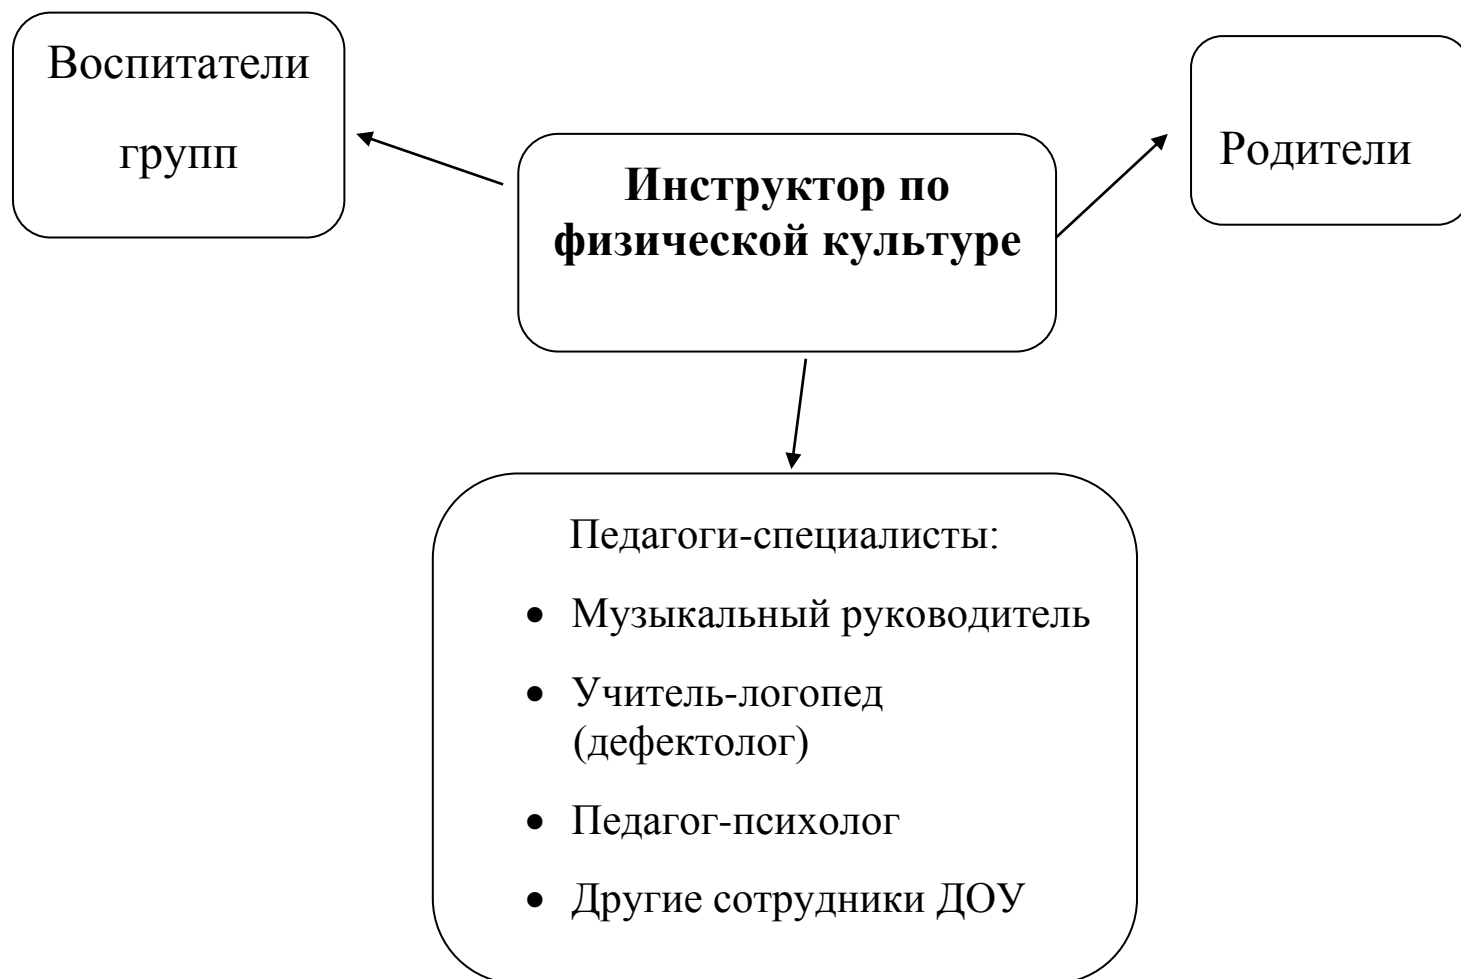 Воспитатели
групп
Инструктор по
физической культуре
Родители
Педагоги-специалисты:
• Музыкальный руководитель
• Учитель-логопед
(дефектолог)
• Педагог-психолог
• Другие сотрудники ДОУ